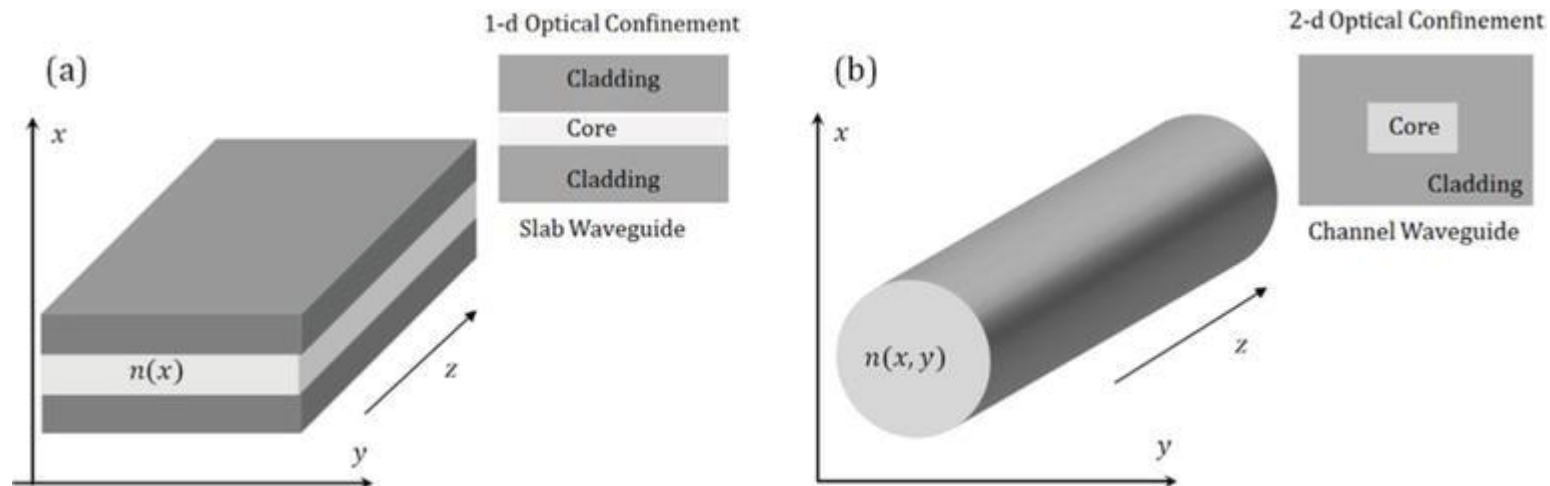 1-d Optical Confinement
(a)
Cladding
Core
Cladding
Slab Waveguide
x
n(x)
z
y
2-d Optical Confinement
(b)
Core
Cladding
Channel Waveguide
x
n(x, y)
z
y